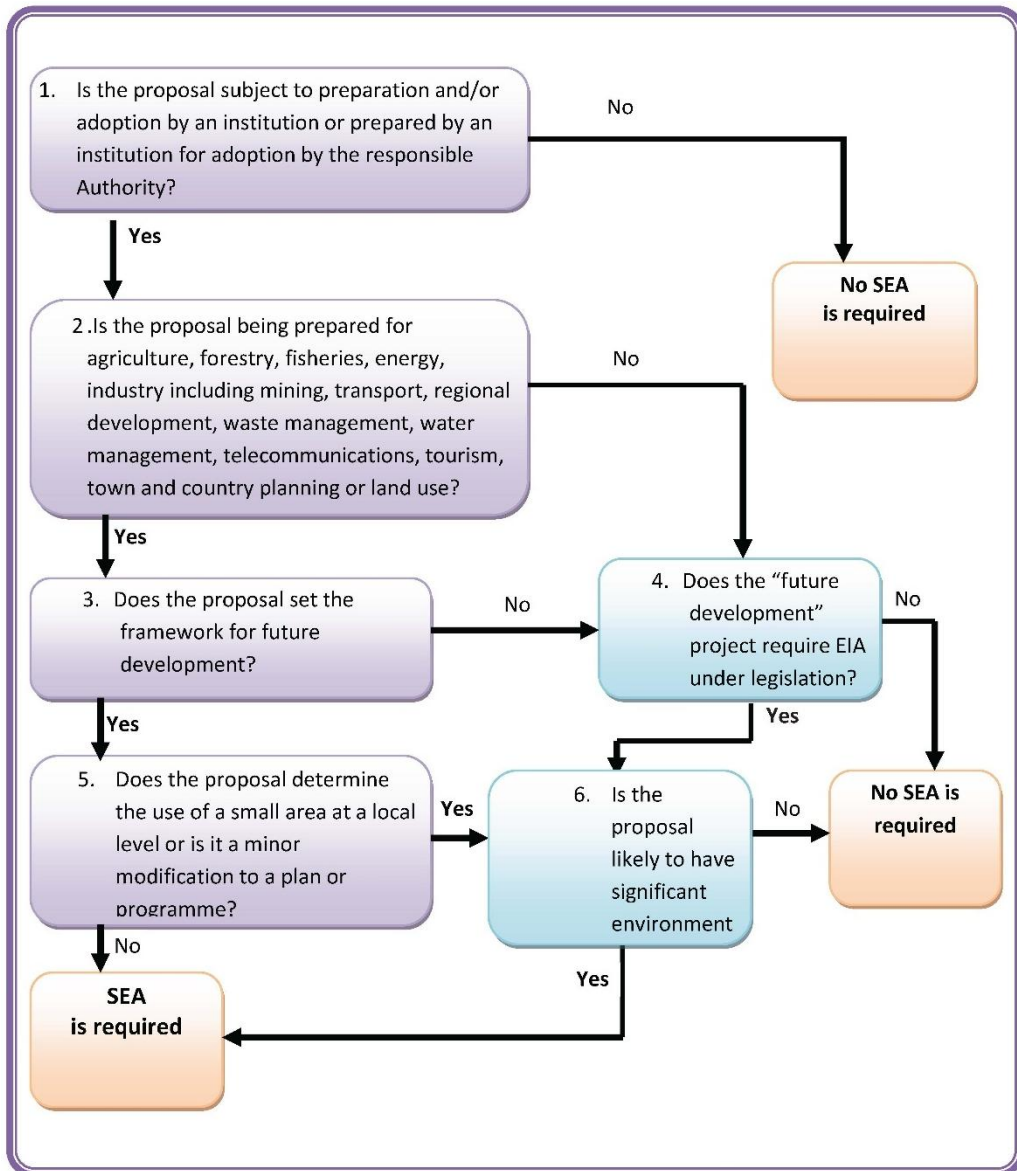 1. Is the proposal subject to preparation and/or
adoption by an institution or prepared by an
institution for adoption by the responsible
Authority?
No
Yes
No SEA
is required
2.Is the proposal being prepared for
agriculture, forestry, fisheries, energy,
industry including mining, transport, regional
development, waste management, water
management, telecommunications, tourism,
town and country planning or land use?
No
Yes
3. Does the proposal set the
framework for future
development?
No
4. Does the “future
development”
project require EIA
under legislation?
No
Yes
Yes
5. Does the proposal determine
the use of a small area at a local
level or is it a minor
modification to a plan or
programme?
Yes
6. Is the
proposal
likely to have
significant
environment
No
No SEA is
required
No
Yes
SEA
is required